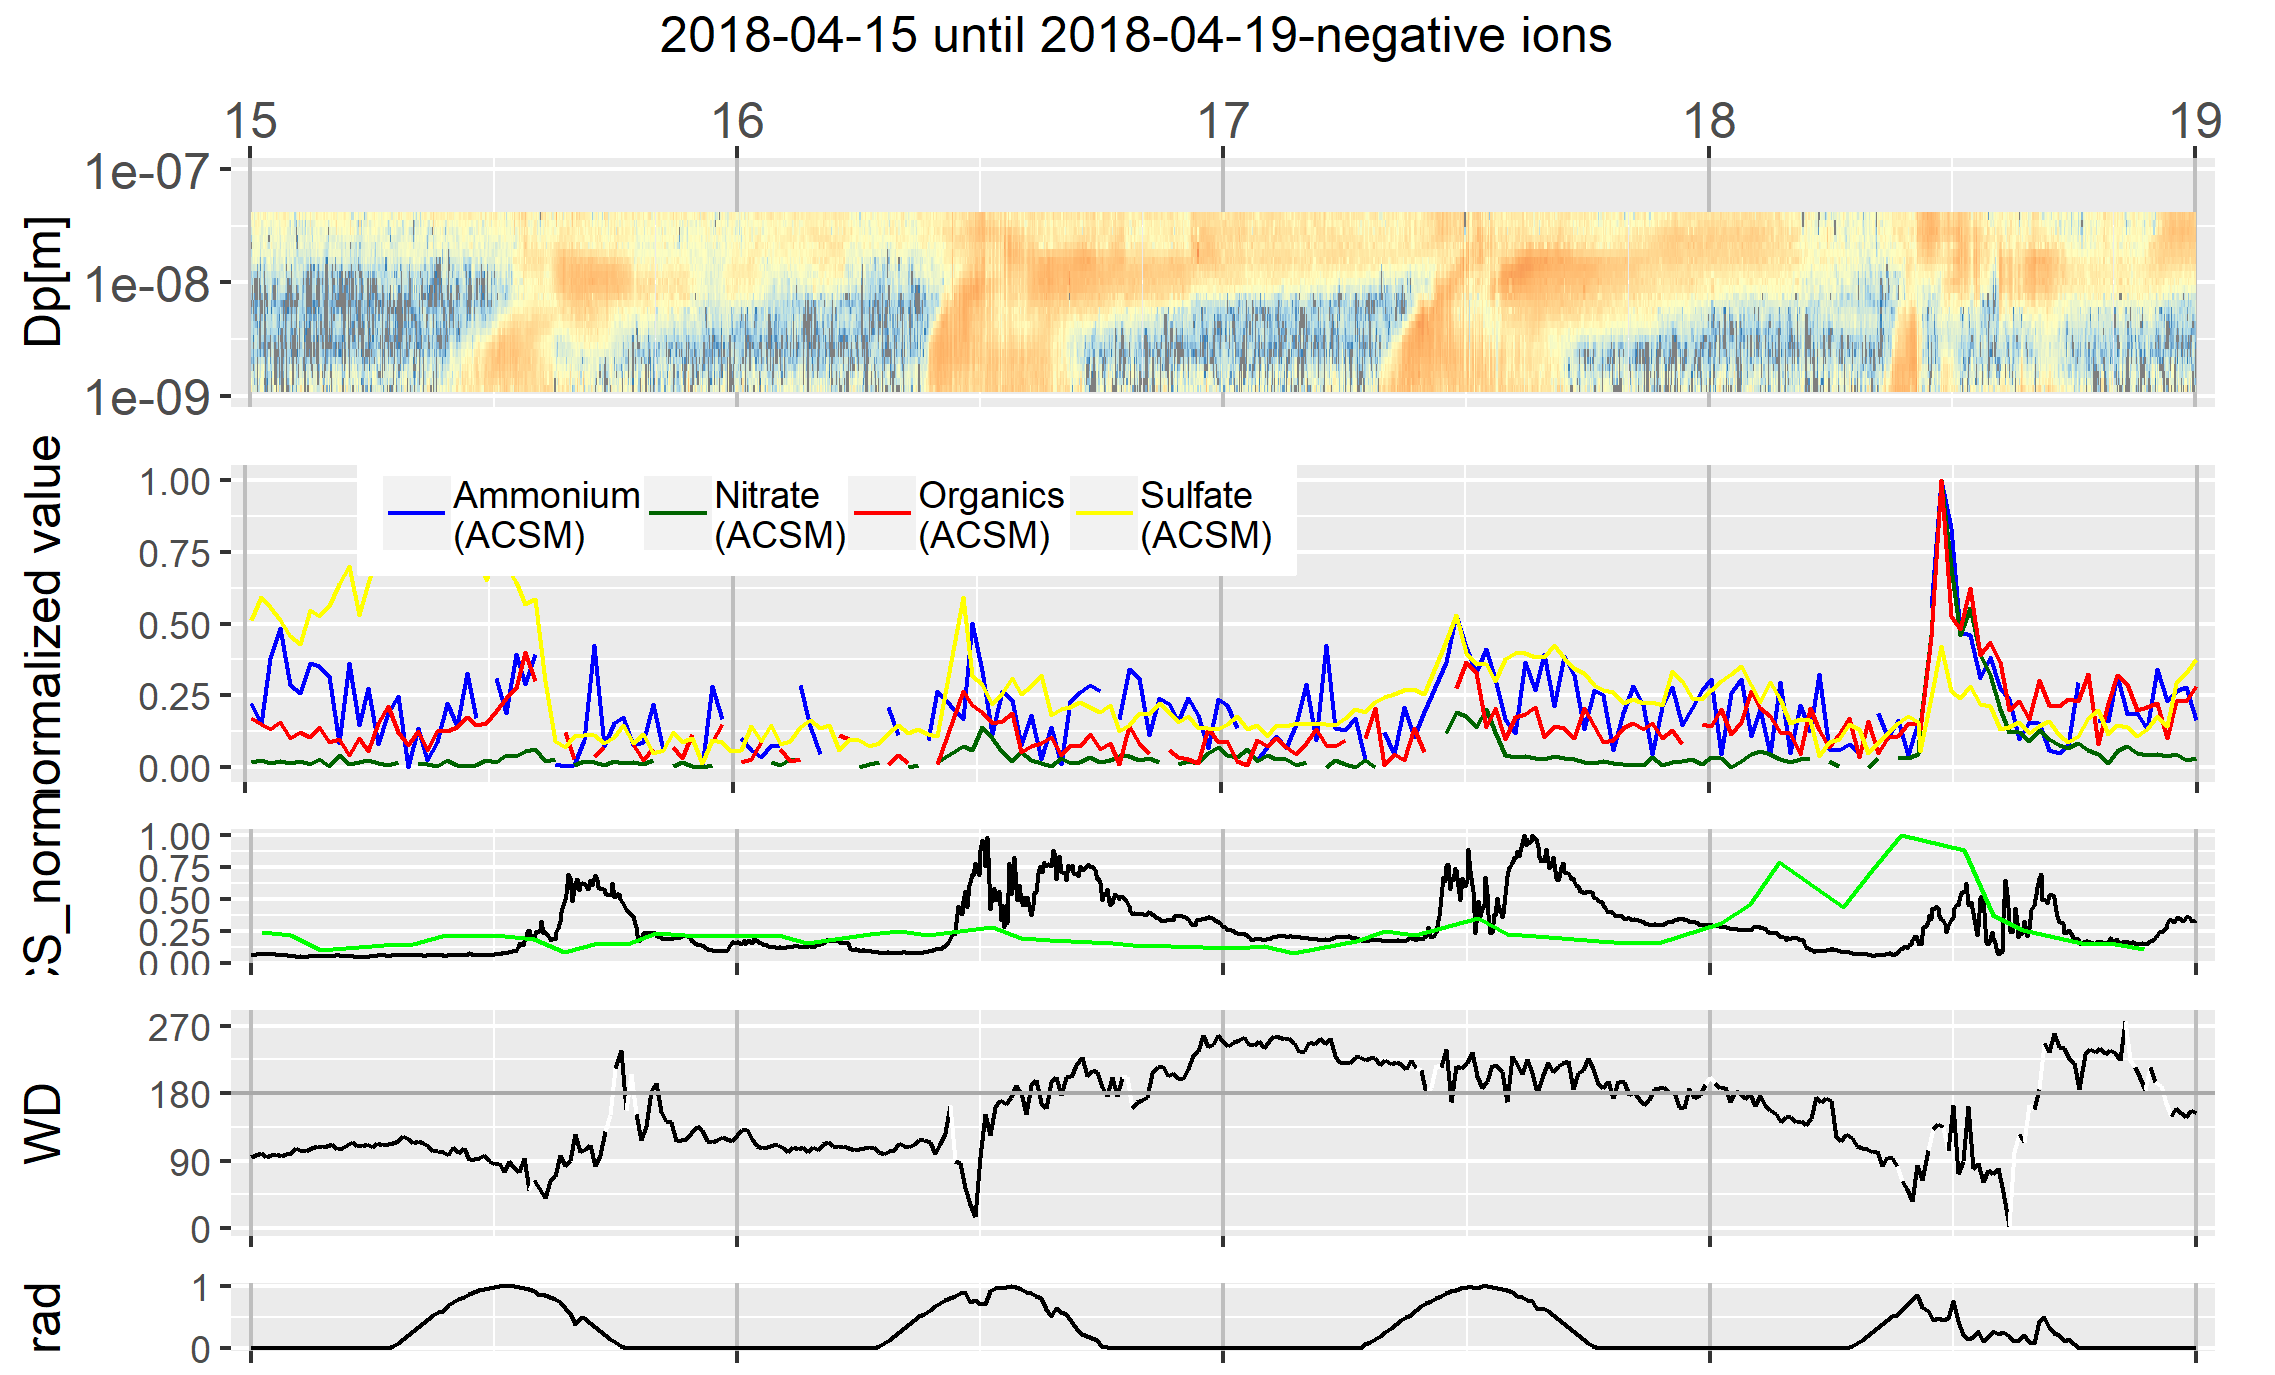 2018-04-15 until 2018-04-19-negative ions
15 16 17 18 19
1e-07
1e-08
1e-09
Dp[m]
Ammonium (ACSM)
Nitrate (ACSM)
Organics (ACSM)
Sulfate (ACSM)
1.00
0.75
0.50
0.25
0.00
normalized value
1.00
0.75
0.50
0.25
0.00
S_norm
270
180
90
0
WD
1
0
rad